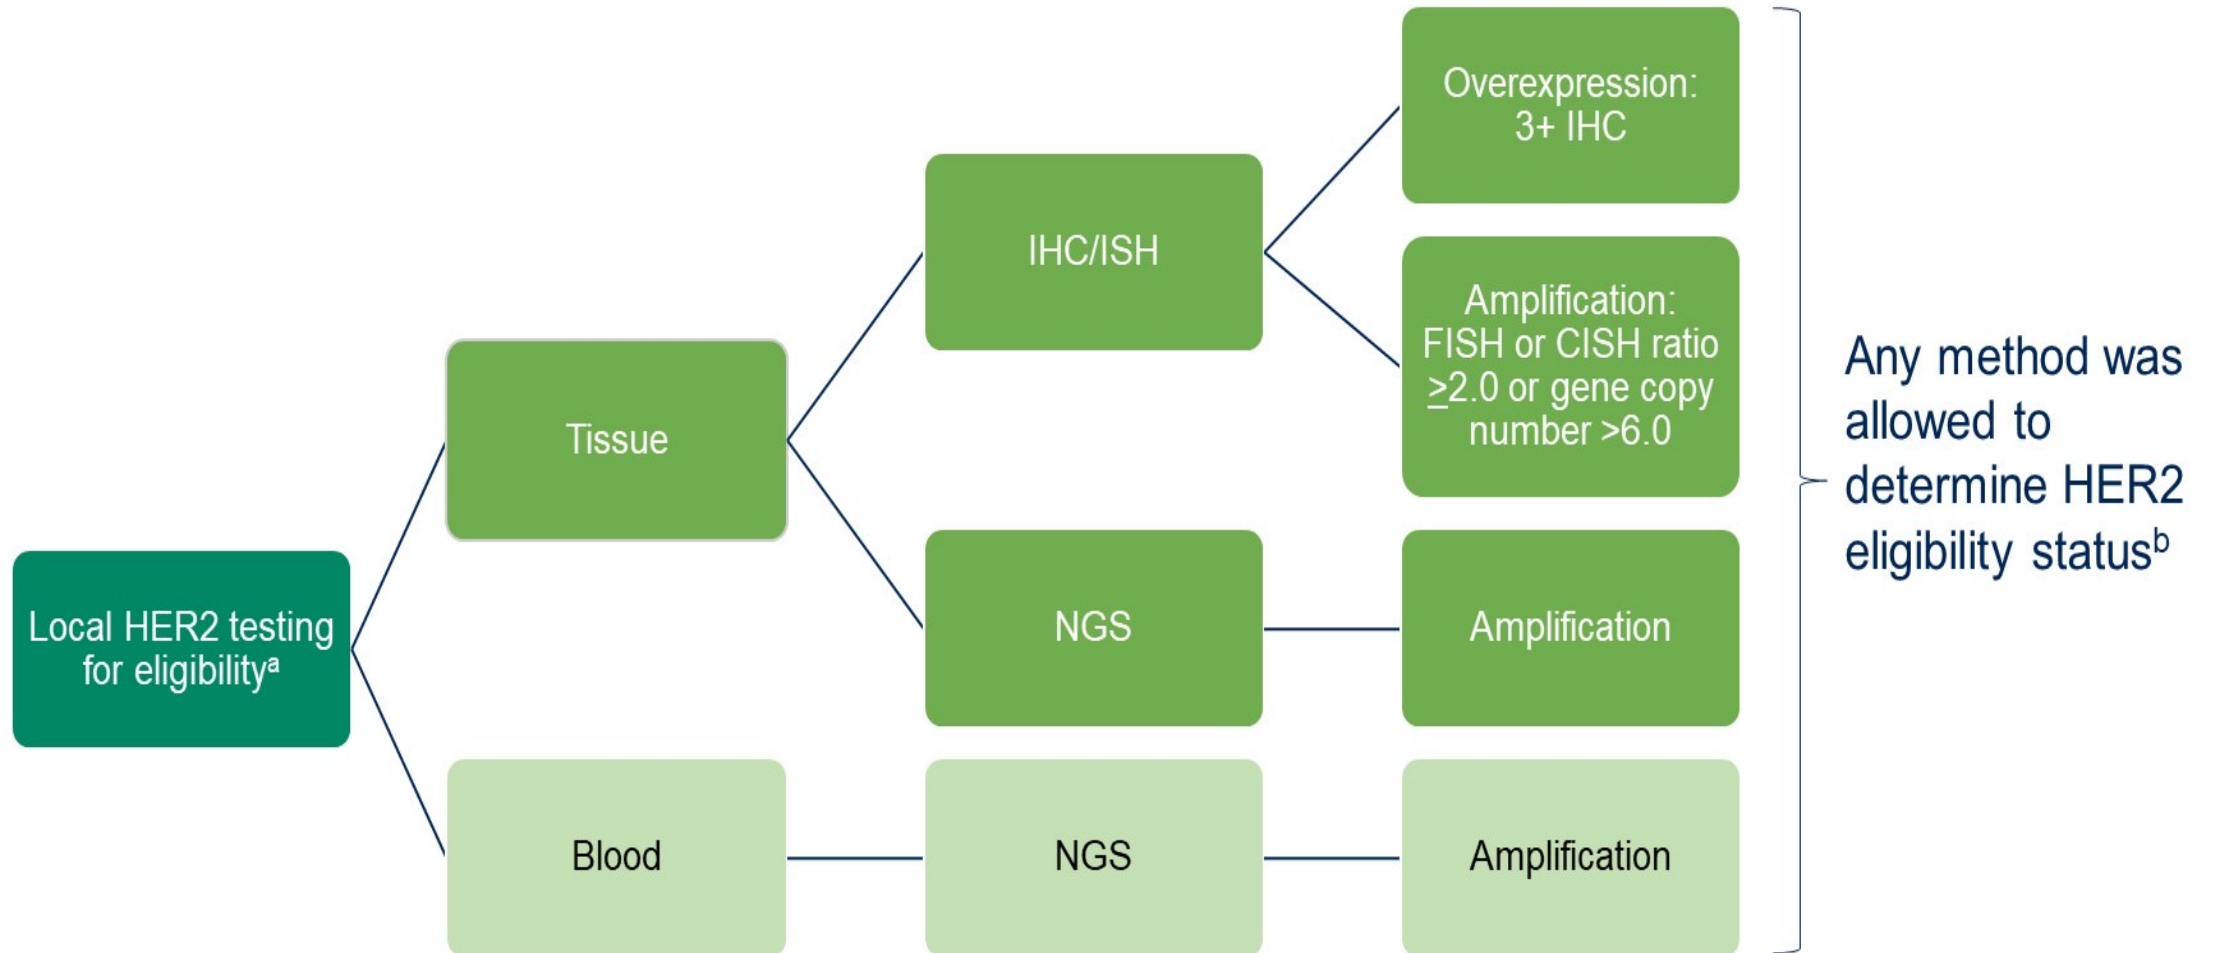 Local HER2 testing
for eligibilityᵃ
Tissue
Blood
IHC/ISH
NGS
NGS
Overexpression:
3+ IHC
Amplification:
FISH or CISH ratio
≥2.0 or gene copy
number >6.0
Amplification
Amplification
Any method was
allowed to
determine HER2
eligibility statusᵇ